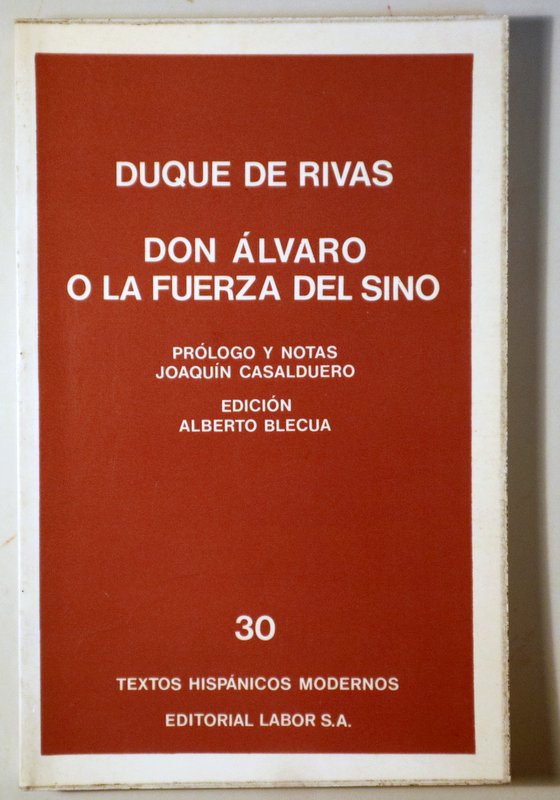 DUQUE DE RIVAS
DON ÁLVARO
O LA FUERZA DEL SINO
PRÓLOGO Y NOTAS
JOAQUÍN CASALDUERO
EDICIÓN
ALBERTO BLECUA
30
TEXTOS HISPÁNICOS MODERNOS
EDITORIAL LABOR S.A.